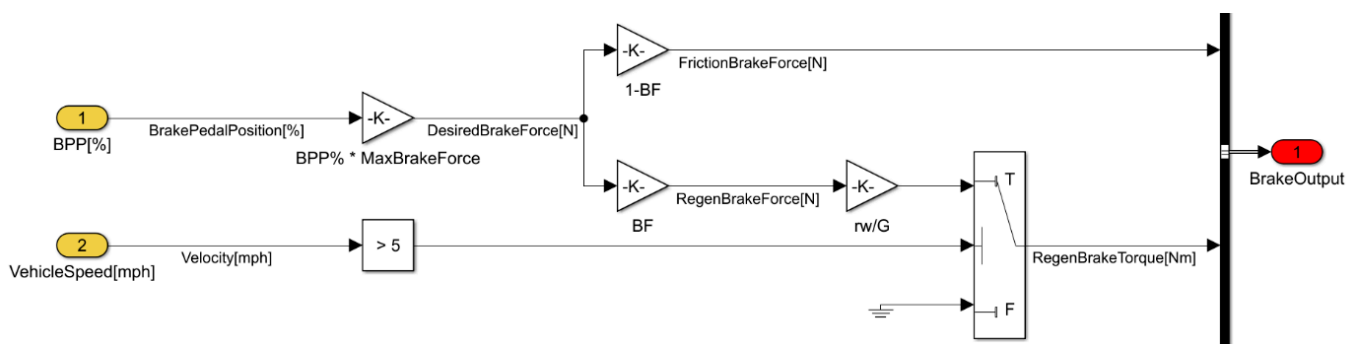 -K-
FrictionBrakeForce[N]
1-BF
1
BPP[%]
BrakePedalPosition[%]
-K-
BPP% * MaxBrakeForce
DesiredBrakeForce[N]
-K-
BF
RegenBrakeForce[N]
-K-
rw/G
T
F
2
VehicleSpeed[mph]
Velocity[mph]
> 5
RegenBrakeTorque[Nm]
1
BrakeOutput